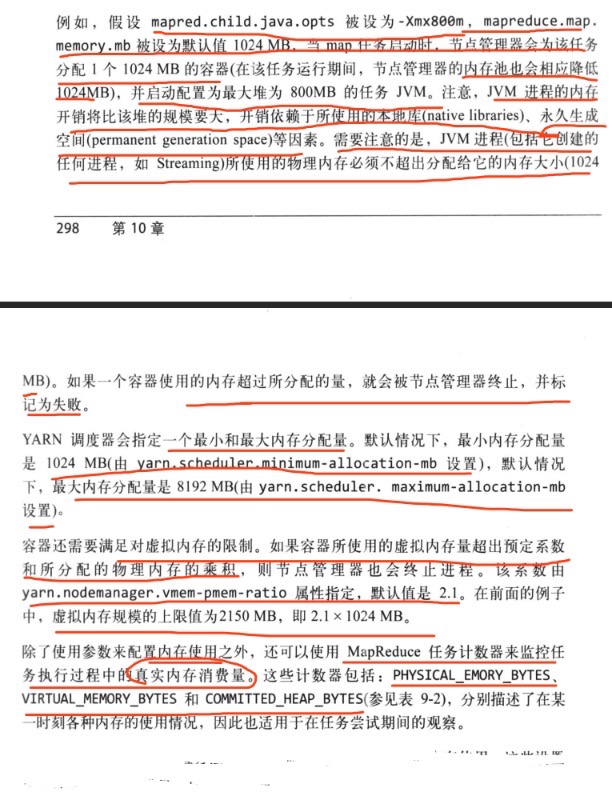 例如，假设 mapred.child.java.opts 被设为-Xmx800m，mapreduce.map.
memory.mb 被设为默认值 1024 MB，当 map 任务启动时，节点管理器会为该任务
分配 1 个 1024 MB 的容器(在该任务运行期间，节点管理器的内存池也会相应降低
1024MB)，并启动配置为最大堆为 800MB 的任务 JVM。注意，JVM 进程的内存
开销将比该堆的规模要大，开销依赖于所使用的本地库(native libraries)、永久生成
空间(permanent generation space)等因素。需要注意的是，JVM 进程(包括它创建的
任何进程，如 Streaming)所使用的物理内存必须不超出分配给它的内存大小(1024
298 第 10 章
MB)。如果一个容器使用的内存超过所分配的量，就会被节点管理器终止，并标
记为失败。
YARN 调度器会指定一个最小和最大内存分配量。默认情况下，最小内存分配量
是 1024 MB(由 yarn.scheduler.minimum-allocation-mb 设置)，默认情况
下，最大内存分配量是 8192 MB(由 yarn.scheduler. maximum-allocation-mb
设置)。
容器还需要满足对虚拟内存的限制。如果容器所使用的虚拟内存量超出预定系数
和所分配的物理内存的乘积，则节点管理器也会终止进程。该系数由
yarn.nodemanager.vmem-pmem-ratio 属性指定，默认值是 2.1。在前面的例子
中，虚拟内存规模的上限值为2150 MB，即 2.1×1024 MB。
除了使用参数来配置内存使用之外，还可以使用 MapReduce 任务计数器来监控任
务执行过程中的真实内存消费量。这些计数器包括：PHYSICAL_EMORY_BYTES、
VIRTUAL_MEMORY_BYTES 和 COMMITTED_HEAP_BYTES(参见表 9-2)，分别描述了在某
一时刻各种内存的使用情况，因此也适用于在任务尝试期间的观察。